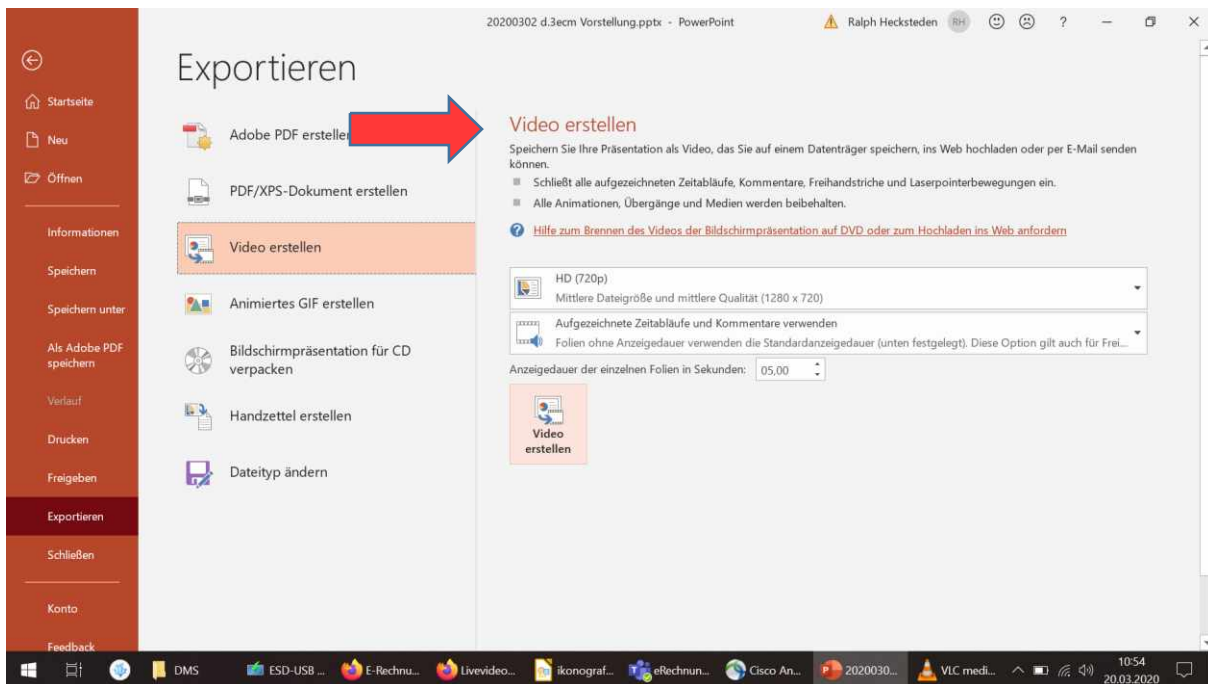 20200302 d.3ecm Vorstellung.pptx - PowerPoint
Ralph Hecksteden
RH
?
Startseite
Neu
Öffnen
Informationen
Speichern
Speichern unter
Als Adobe PDF
speichern
Verlauf
Drucken
Freigeben
Exportieren
Schließen
Konto
Feedback
Exportieren
Adobe PDF erstellen
PDF/XPS-Dokument erstellen
Video erstellen
Animiertes GIF erstellen
Bildschirmpräsentation für CD
verpacken
Handzettel erstellen
Dateityp ändern
Video erstellen
Speichern Sie Ihre Präsentation als Video, das Sie auf einem Datenträger speichern, ins Web hochladen oder per E-Mail senden
können.
Schließt alle aufgezeichneten Zeitabläufe, Kommentare, Freihandstriche und Laserpointerbewegungen ein.
Alle Animationen, Übergänge und Medien werden beibehalten.
Hilfe zum Brennen des Videos der Bildschirmpräsentation auf DVD oder zum Hochladen ins Web anfordern
HD (720p)
Mittlere Dateigröße und mittlere Qualität (1280 x 720)
Aufgezeichnete Zeitabläufe und Kommentare verwenden
Folien ohne Anzeigedauer verwenden die Standardanzeigedauer (unten festgelegt). Diese Option gilt auch für Frei...
Anzeigedauer der einzelnen Folien in Sekunden: 05,00
Video
erstellen
DMS
ESD-USB ...
E-Rechnu...
Livevideo...
ikonograf...
eRechnun...
Cisco An...
2020030...
VLC medi...
10:54
20.03.2020